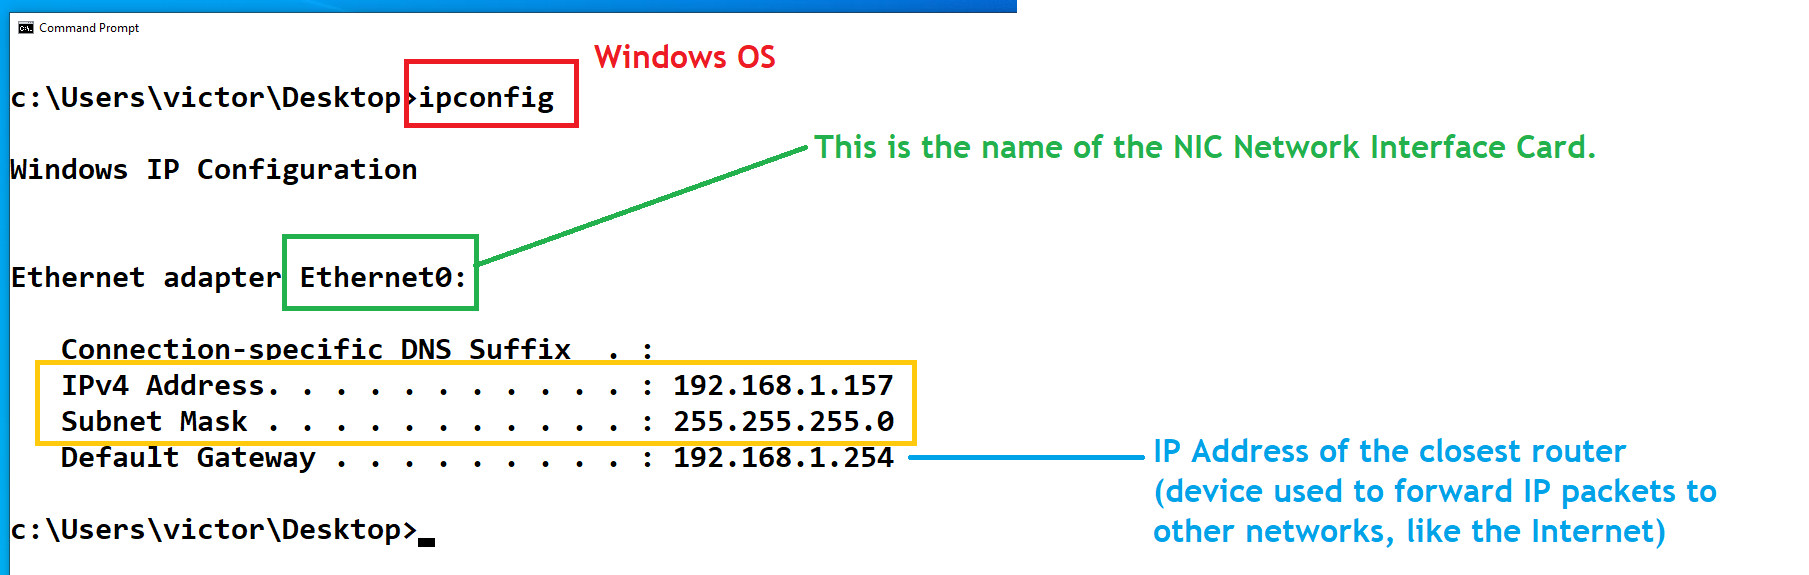 Command Prompt
Windows OS
c:\Users\victor\Desktop>ipconfig
This is the name of the NIC Network Interface Card.
Windows IP Configuration
Ethernet adapter Ethernet0:
Connection-specific DNS Suffix . :
IPv4 Address. . . . . . . . . . . : 192.168.1.157
Subnet Mask . . . . . . . . . . . : 255.255.255.0
Default Gateway . . . . . . . . . : 192.168.1.254
IP Address of the closest router
(device used to forward IP packets to
other networks, like the Internet)
c:\Users\victor\Desktop>